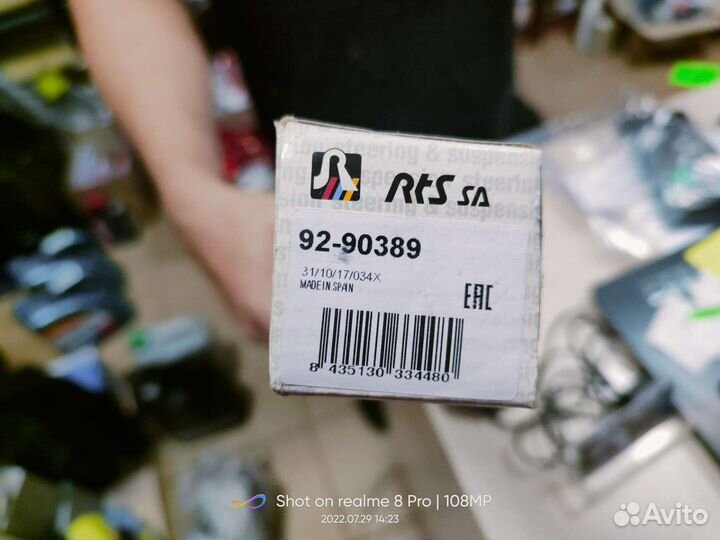 steering & suspens
RTS SA
92-90389
31/10/17/034X
MADE IN SPAIN
EAC
8 435130 334480
Shot on realme 8 Pro | 108MP
2022.07.29 14:23
Avito